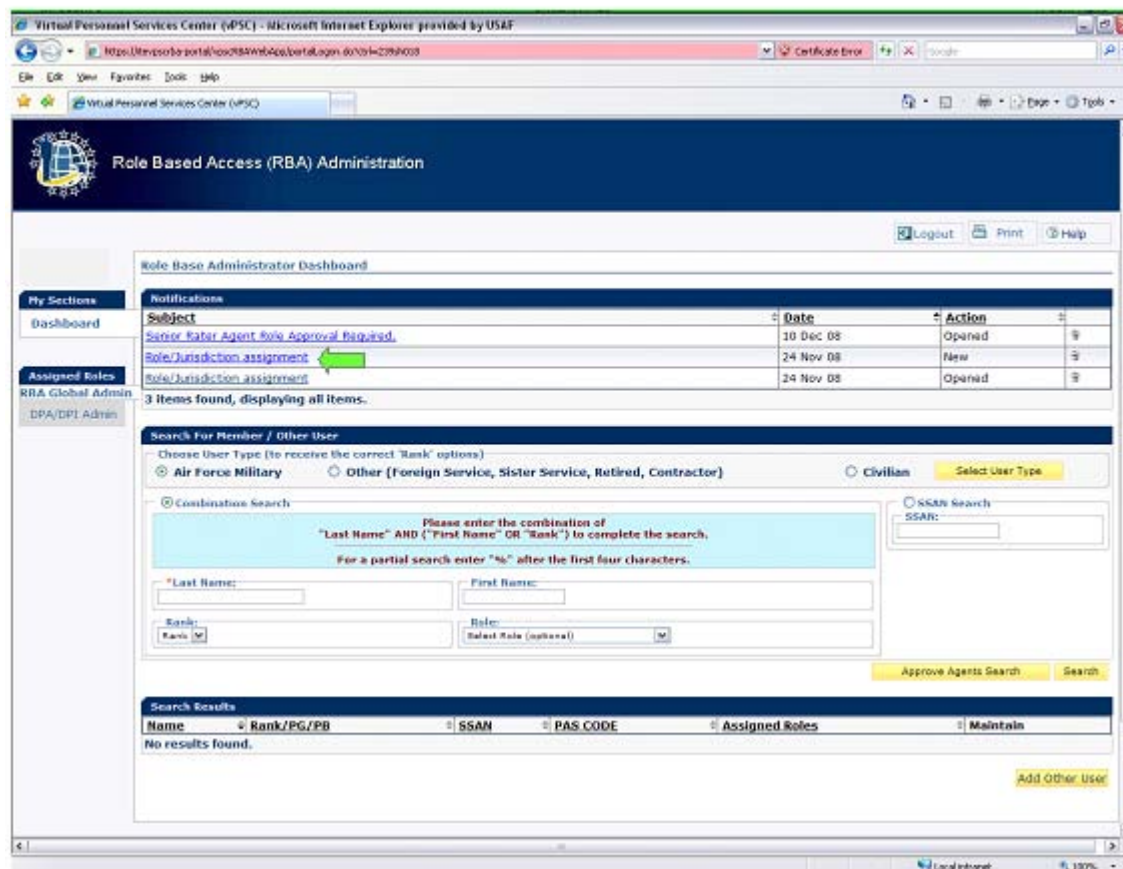 Virtual Personnel Services Center (vPSC) - Microsoft Internet Explorer provided by USAF
Certificate Error
Google
File Edit View Favorites Tools Help
Virtual Personnel Services Center (vPSC)
Page Tools
Role Based Access (RBA) Administration
Logout Print Help
Role Base Administrator Dashboard
My Sections
Dashboard
Assigned Roles
RBA Global Admin
DPA/DPI Admin
Notifications
Subject Date Action
Senior Rater Agent Role Approval Required. 10 Dec 08 Opened
Role/Jurisdiction assignment 24 Nov 08 New
Role/Jurisdiction assignment 24 Nov 08 Opened
3 items found, displaying all items.
Search For Member / Other User
Choose User Type (to receive the correct 'Rank' options)
Air Force Military Other (Foreign Service, Sister Service, Retired, Contractor) Civilian Select User Type
Combination Search SSAN Search
Please enter the combination of SSAN:
"Last Name" AND ("First Name" OR "Rank") to complete the search.
For a partial search enter "%" after the first four characters.
*Last Name: First Name:
Rank: Role:
Rank Select Role (optional)
Approve Agents Search Search
Search Results
Name Rank/PG/PB SSAN PAS CODE Assigned Roles Maintain
No results found.
Add Other User
Local intranet 100%